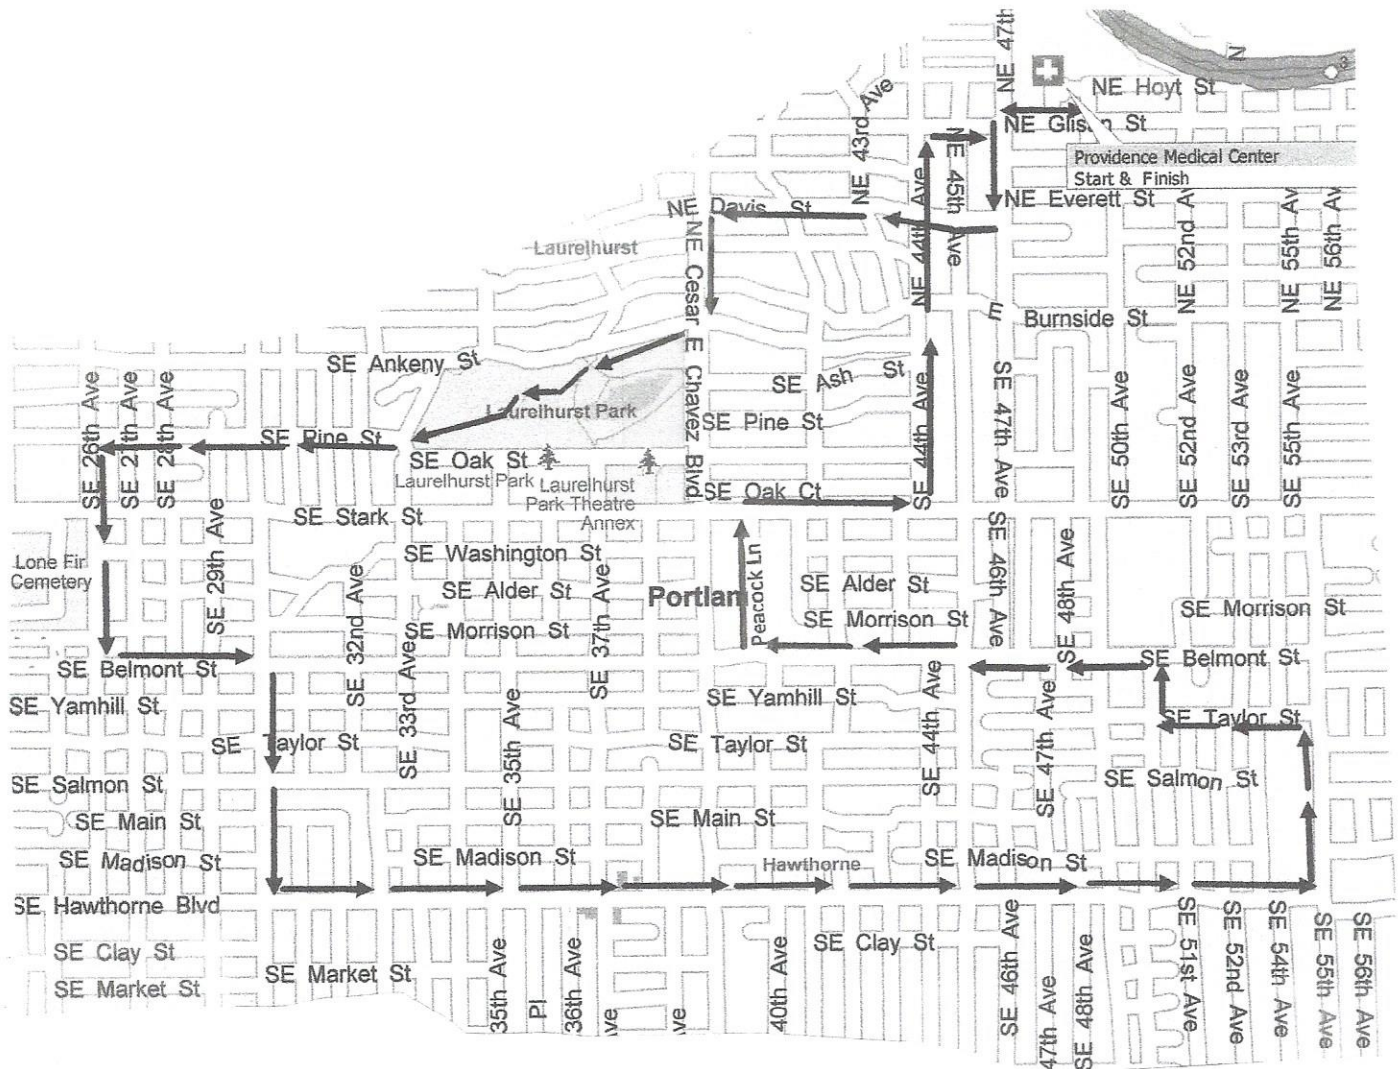 NE 47th
NE Hoyt St
NE 43rd Ave
NE Glisan St
Providence Medical Center
Start & Finish
NE 45th Ave
NE 44th Ave
NE Everett St
NE Davis St
NE 52nd Av
NE 55th Av
NE 56th Av
Laurelhurst
NE Cesar E Chavez Blvd
E Burnside St
SE Ankeny St
SE Ash St
SE 26th Ave
SE 27th Ave
SE 28th Ave
Laurelhurst Park
SE Pine St
SE Pine St
SE 44th Ave
SE 47th Ave
SE 50th Ave
SE 52nd Ave
SE 53rd Ave
SE 55th Ave
SE Oak St
Laurelhurst Park
Laurelhurst
Park Theatre
Annex
SE Oak Ct
SE Stark St
SE 29th Ave
SE Washington St
Lone Fir
Cemetery
SE Alder St
SE 32nd Ave
SE 37th Ave
Portlan
Peacock Ln
SE Alder St
SE 46th Ave
SE 48th Ave
SE Morrison St
SE Morrison St
SE Morrison St
SE Belmont St
SE Belmont St
SE 33rd Ave
SE Yamhill St
SE Yamhill St
SE 35th Ave
SE 44th Ave
SE 47th Ave
SE Taylor St
SE Taylor St
SE Taylor St
SE Salmon St
SE Salmon St
SE Main St
SE Main St
SE Madison St
SE Madison St
Hawthorne
SE Madison St
SE Hawthorne Blvd
SE Clay St
SE Clay St
SE Market St
SE Market St
35th Ave
Pl
36th Ave
ve
ve
40th Ave
SE 46th Ave
47th Ave
SE 48th Ave
SE 51st Ave
SE 52nd Ave
SE 54th Ave
SE 55th Ave
SE 56th Ave